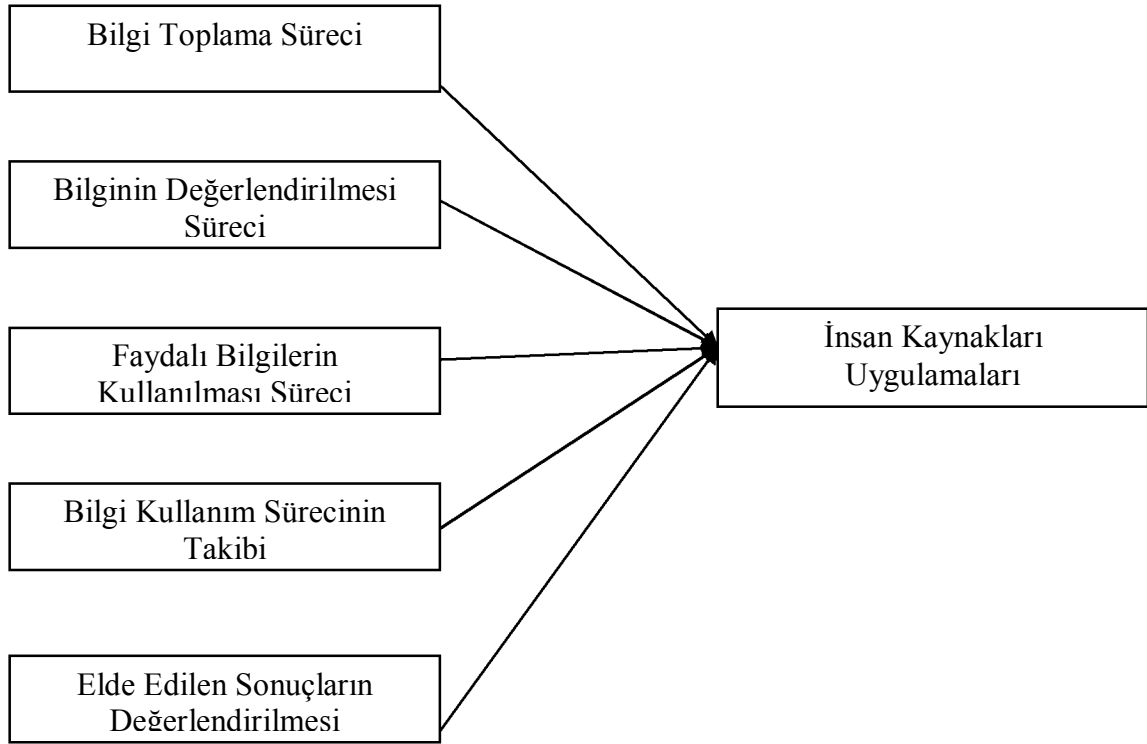 Bilgi Toplama Süreci
Bilginin Değerlendirilmesi
Süreci
Faydalı Bilgilerin
Kullanılması Süreci
İnsan Kaynakları
Uygulamaları
Bilgi Kullanım Sürecinin
Takibi
Elde Edilen Sonuçların
Değerlendirilmesi